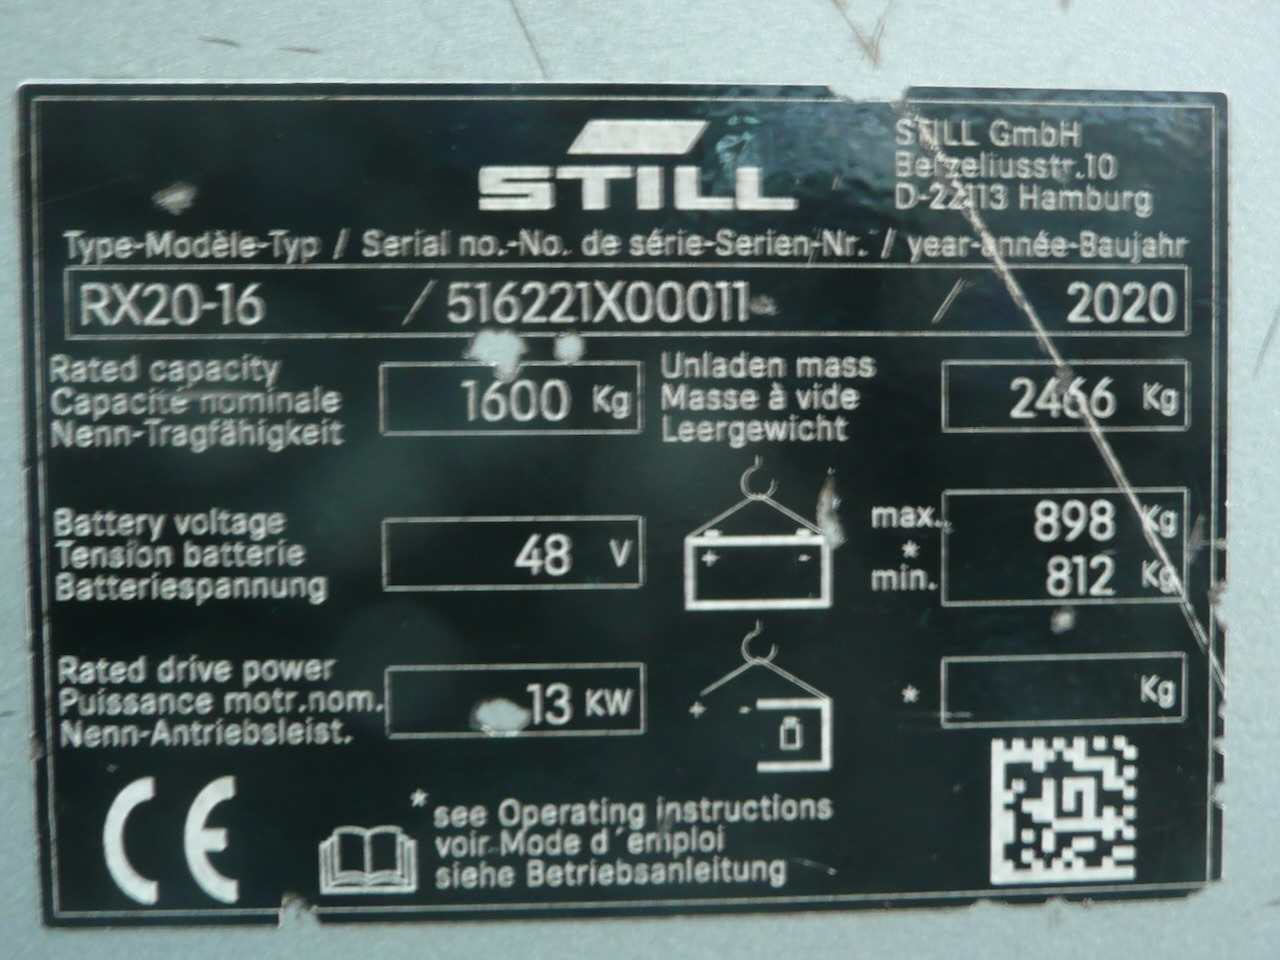 STILL
STILL GmbH
Berzeliusstr.10
D-22113 Hamburg
Type-Modèle-Typ / Serial no.-No. de série-Serien-Nr. / year-année-Baujahr
RX20-16 / 516221X00011 / 2020
Rated capacity
Capacité nominale
Nenn-Tragfähigkeit
1600 Kg
Unladen mass
Masse à vide
Leergewicht
2466 Kg
Battery voltage
Tension batterie
Batteriespannung
48 V
+ -
max. 898 Kg
*
min. 812 Kg
Rated drive power
Puissance motr.nom.
Nenn-Antriebsleist.
13 KW
+ -
* Kg
CE
* see Operating instructions
voir Mode d´emploi
siehe Betriebsanleitung